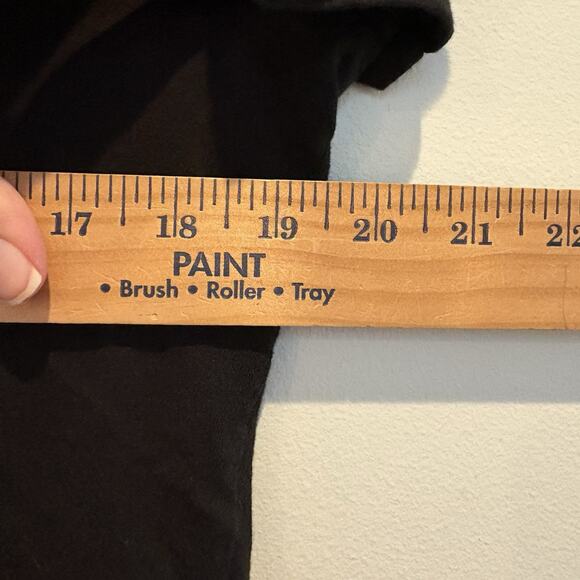 17 18 19 20 21 22
PAINT
• Brush • Roller • Tray